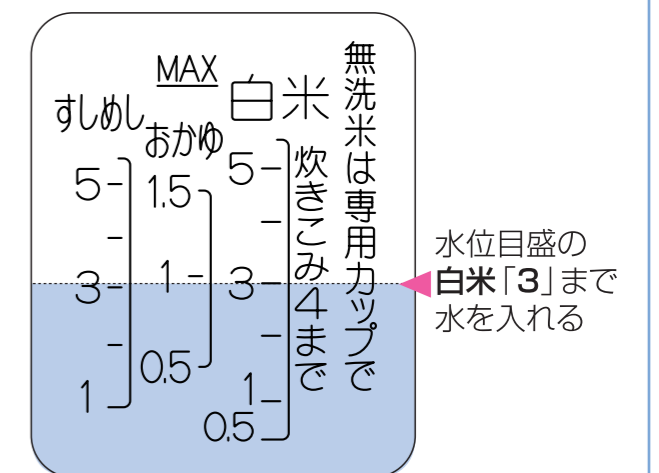 無洗米は専用カップで
MAX
白米
5
3
1
0.5
炊きこみ4まで
おかゆ
1.5
1
0.5
すしめし
5
3
1
水位目盛の
白米「3」まで
水を入れる